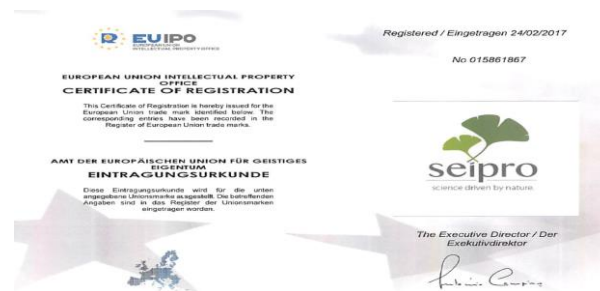 EUIPO
EUROPEAN UNION
INTELLECTUAL PROPERTY OFFICE
EUROPEAN UNION INTELLECTUAL PROPERTY
OFFICE
CERTIFICATE OF REGISTRATION
This Certificate of Registration is hereby issued for the
European Union trade mark identified below. The
corresponding entries have been recorded in the
Register of European Union trade marks.
AMT DER EUROPÄISCHEN UNION FÜR GEISTIGES
EIGENTUM
EINTRAGUNGSURKUNDE
Diese Eintragungsurkunde wird für die unten
angegebene Unionsmarke ausgestellt. Die betreffenden
Angaben sind in das Register der Unionsmarken
eingetragen worden.
Registered / Eingetragen 24/02/2017
No 015861867
seipro
science driven by nature.
The Executive Director / Der
Exekutivdirektor